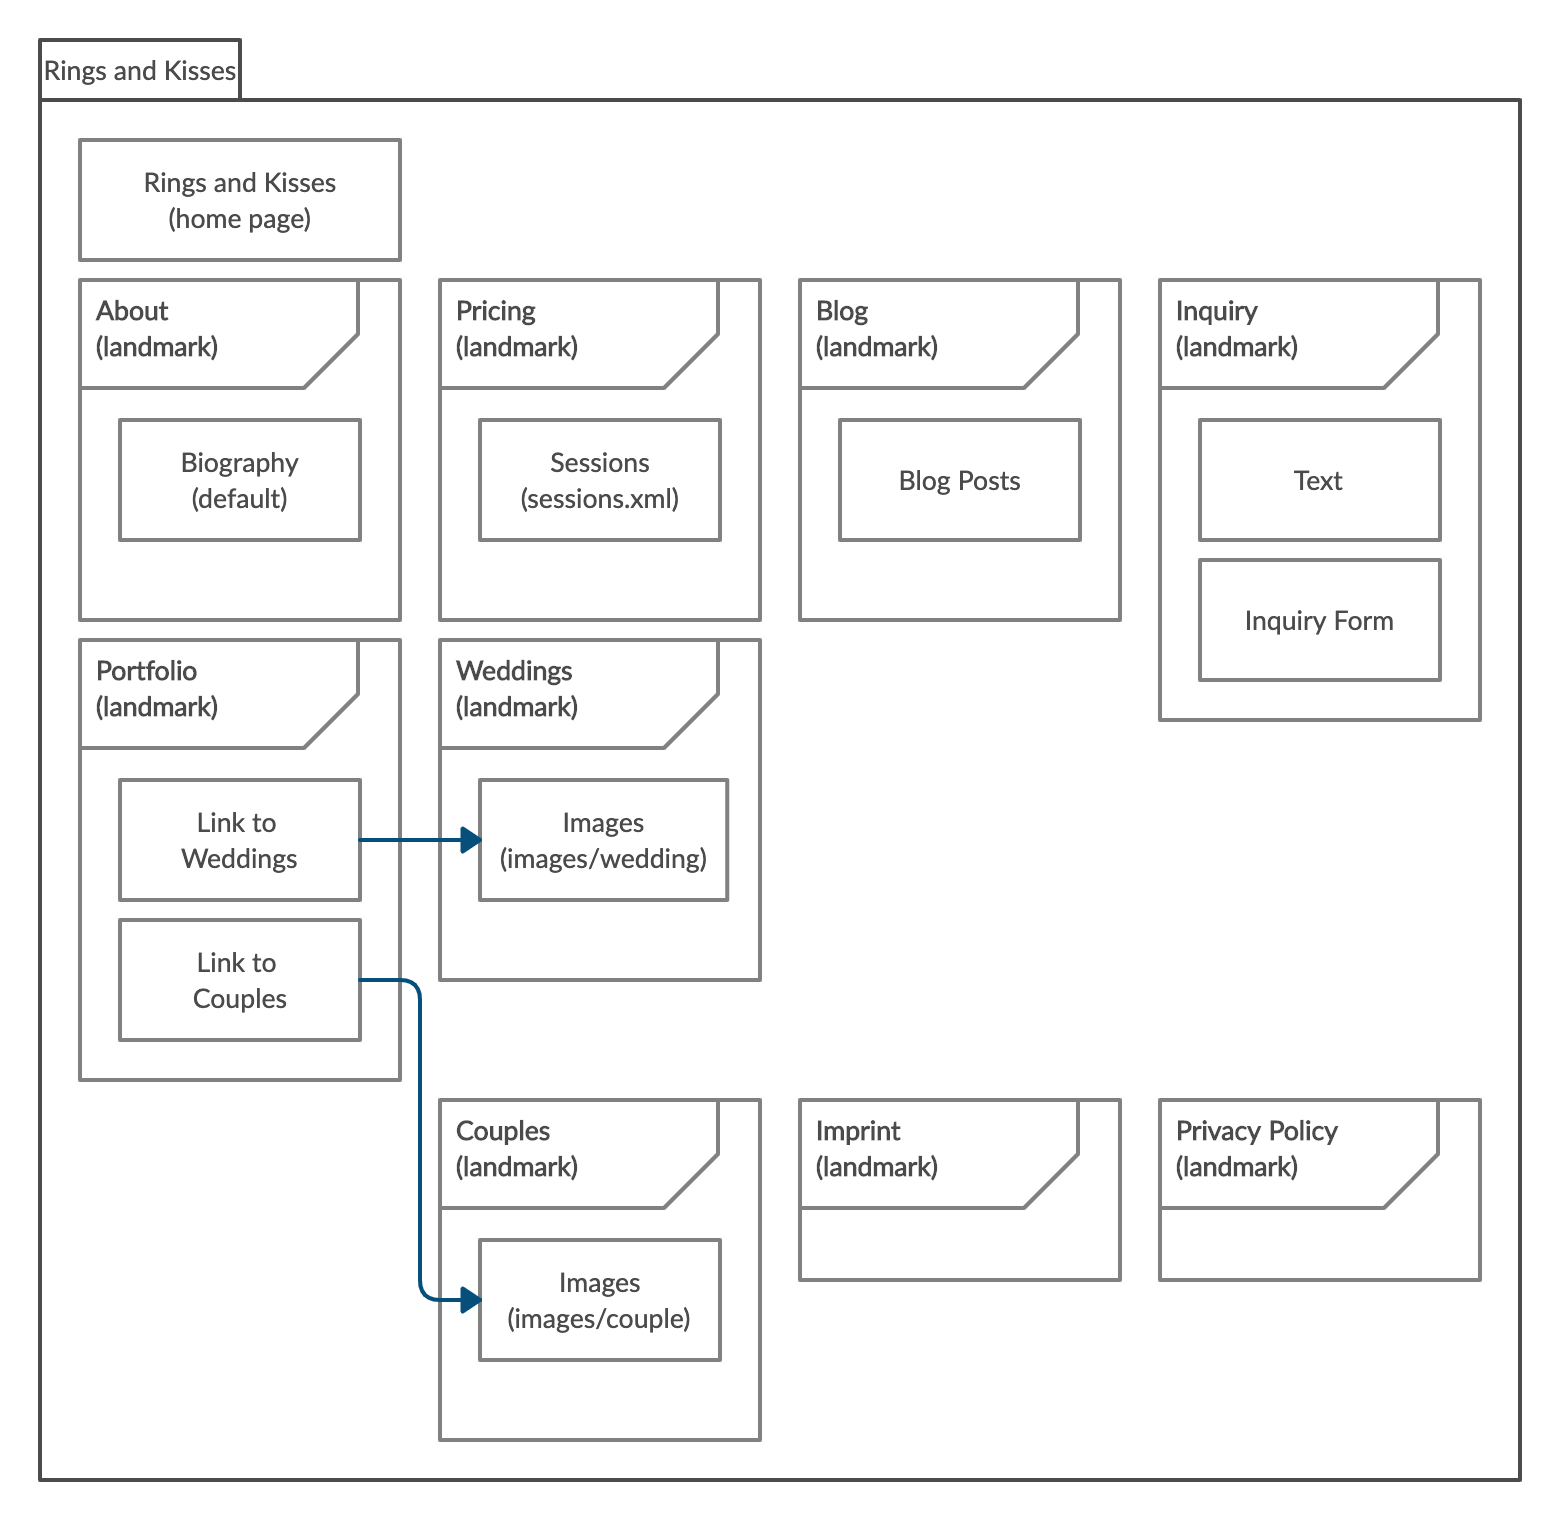 Rings and Kisses
Rings and Kisses
(home page)
About
(landmark)
Biography
(default)
Pricing
(landmark)
Sessions
(sessions.xml)
Blog
(landmark)
Blog Posts
Inquiry
(landmark)
Text
Inquiry Form
Portfolio
(landmark)
Link to
Weddings
Link to
Couples
Weddings
(landmark)
Images
(images/wedding)
Couples
(landmark)
Images
(images/couple)
Imprint
(landmark)
Privacy Policy
(landmark)